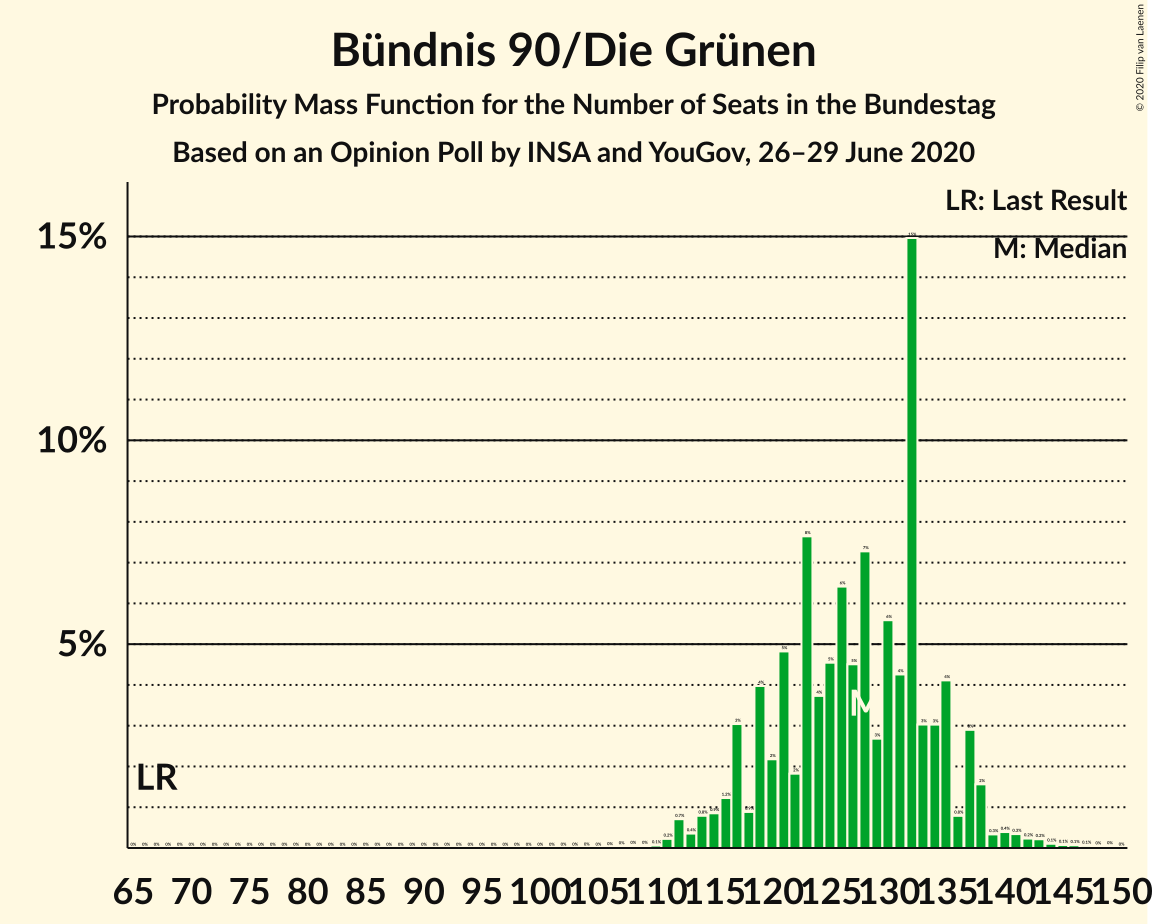 Bündnis 90/Die Grünen
Probability Mass Function for the Number of Seats in the Bundestag
Based on an Opinion Poll by INSA and YouGov, 26–29 June 2020
© 2020 Filip van Laenen
LR: Last Result
M: Median
15%
10%
5%
LR
M
65 70 75 80 85 90 95 100 105 110 115 120 125 130 135 140 145 150